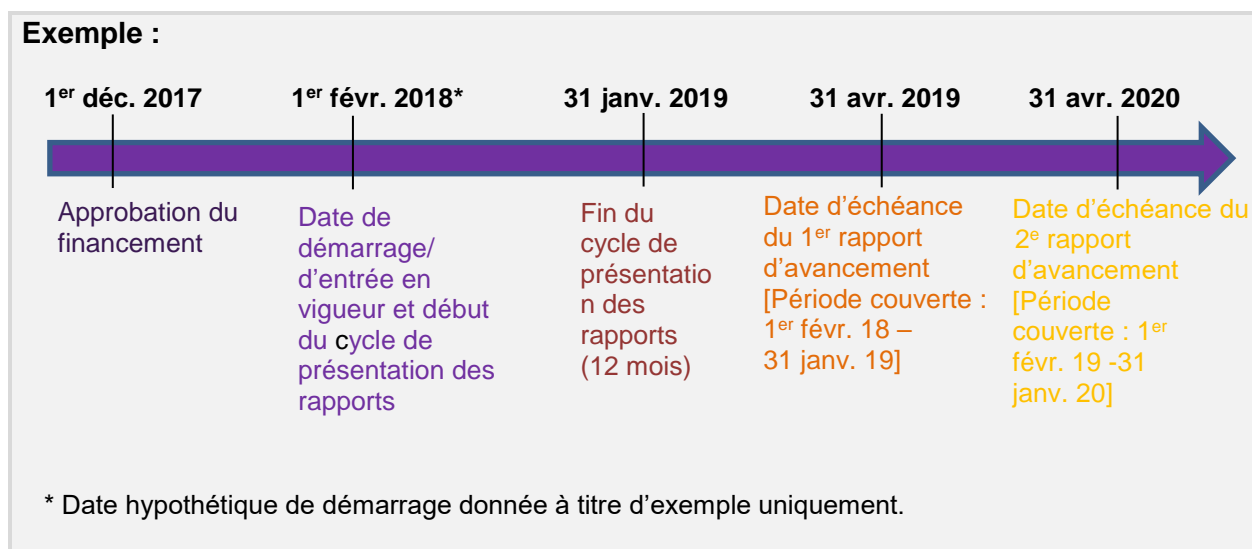 Exemple :
1er déc. 2017
1er févr. 2018*
31 janv. 2019
31 avr. 2019
31 avr. 2020
Approbation du
financement
Date de
démarrage/
d’entrée en
vigueur et début
du cycle de
présentation des
rapports
Fin du
cycle de
présentatio
n des
rapports
(12 mois)
Date d’échéance
du 1er rapport
d’avancement
[Période couverte :
1er févr. 18 –
31 janv. 19]
Date d’échéance du
2e rapport
d’avancement
[Période
couverte : 1er
févr. 19 -31
janv. 20]
* Date hypothétique de démarrage donnée à titre d’exemple uniquement.